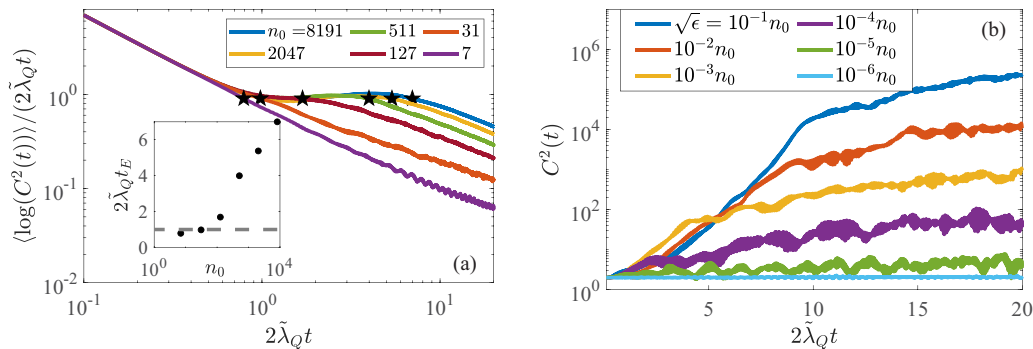 n₀ =8191 511 31
2047 127 7
⟨log(C²(t))⟩/(2λ̃_Q t)
10¹
10⁰
10⁻¹
10⁻²
2λ̃_Q t_E
6
4
2
0
10⁰ n₀ 10⁴
(a)
10⁻¹ 10⁰ 10¹
2λ̃_Q t
√ϵ = 10⁻¹n₀ 10⁻⁴n₀
10⁻²n₀ 10⁻⁵n₀
10⁻³n₀ 10⁻⁶n₀
(b)
C²(t)
10⁶
10⁴
10²
10⁰
5 10 15 20
2λ̃_Q t